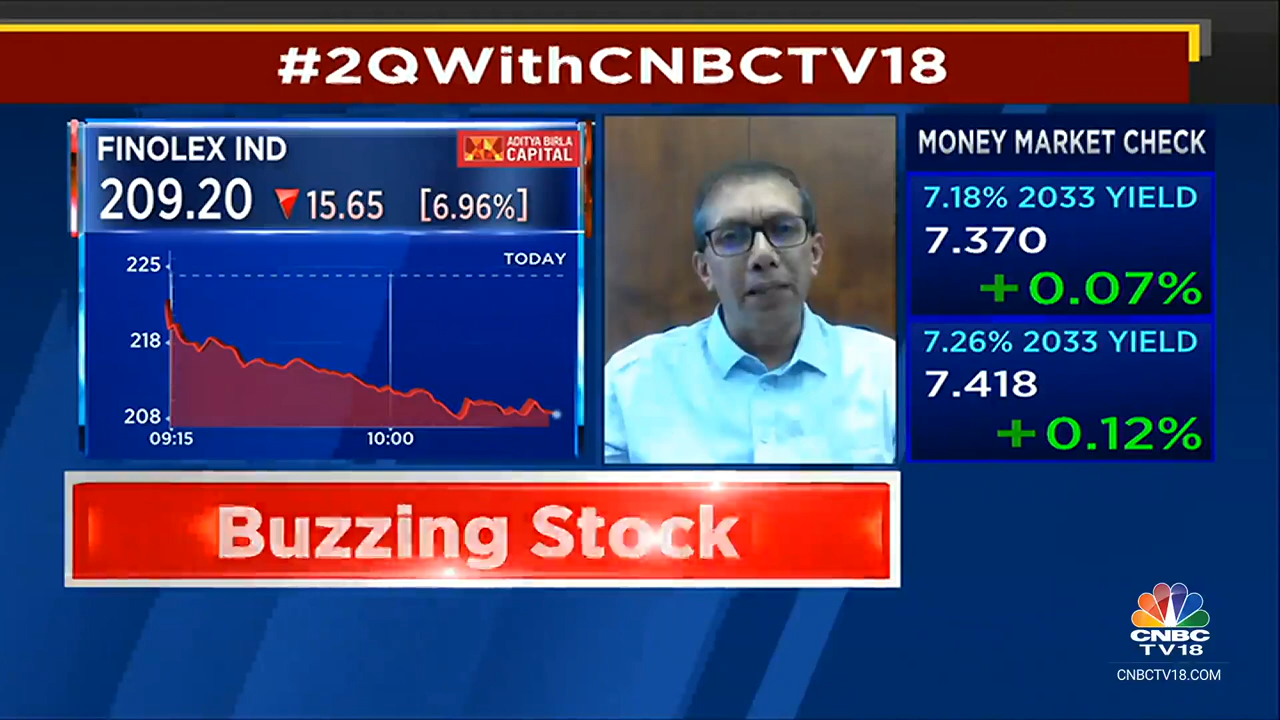 #2QWithCNBCTV18
FINOLEX IND
ADITYA BIRLA
CAPITAL
209.20 ▼ 15.65 [6.96%]
TODAY
225
218
208
09:15 10:00
MONEY MARKET CHECK
7.18% 2033 YIELD
7.370
+0.07%
7.26% 2033 YIELD
7.418
+0.12%
Buzzing Stock
CNBC
TV18
CNBCTV18.COM